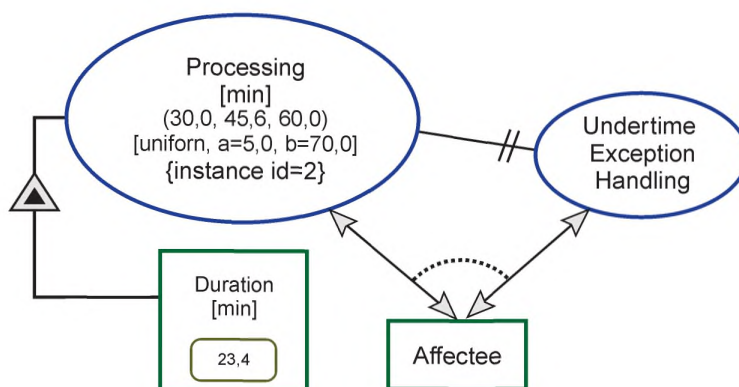 Processing
[min]
(30,0, 45,6, 60,0)
[uniforn, a=5,0, b=70,0]
{instance id=2}
Undertime
Exception
Handling
Duration
[min]
23,4
Affectee